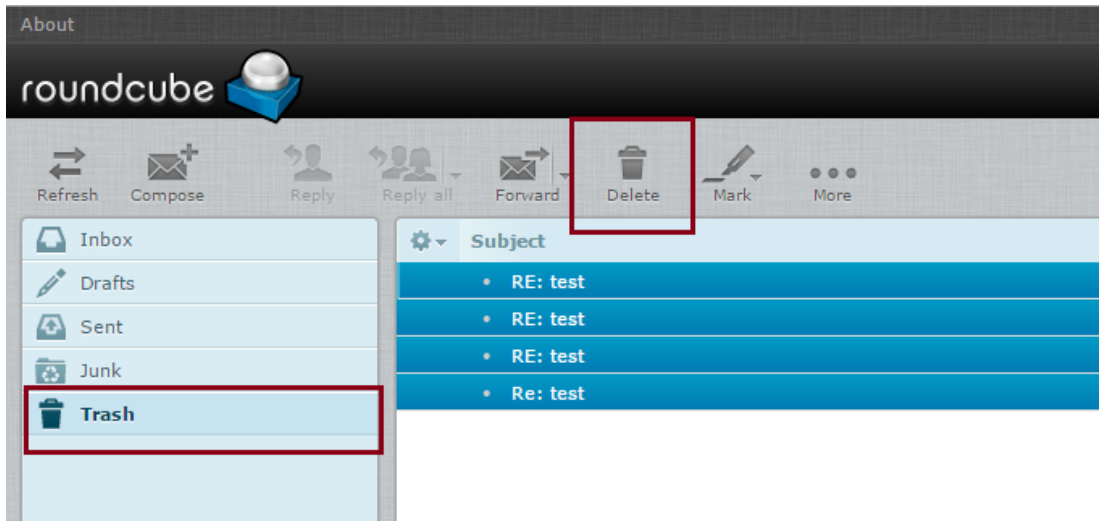 About
roundcube
Refresh Compose Reply Reply all Forward Delete Mark More
Inbox
Drafts
Sent
Junk
Trash
Subject
RE: test
RE: test
RE: test
Re: test